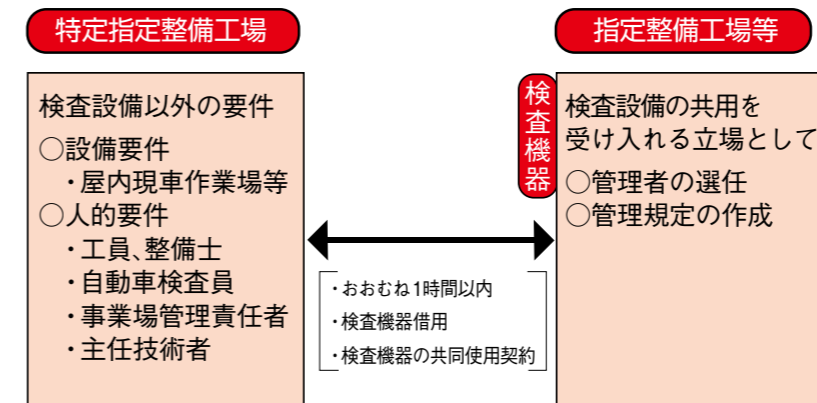 特定指定整備工場
検査設備以外の要件
○設備要件
・屋内現車作業場等
○人的要件
・工員、整備士
・自動車検査員
・事業場管理責任者
・主任技術者
・おおむね1時間以内
・検査機器借用
・検査機器の共同使用契約
指定整備工場等
検査機器
検査設備の共用を
受け入れる立場として
○管理者の選任
○管理規定の作成